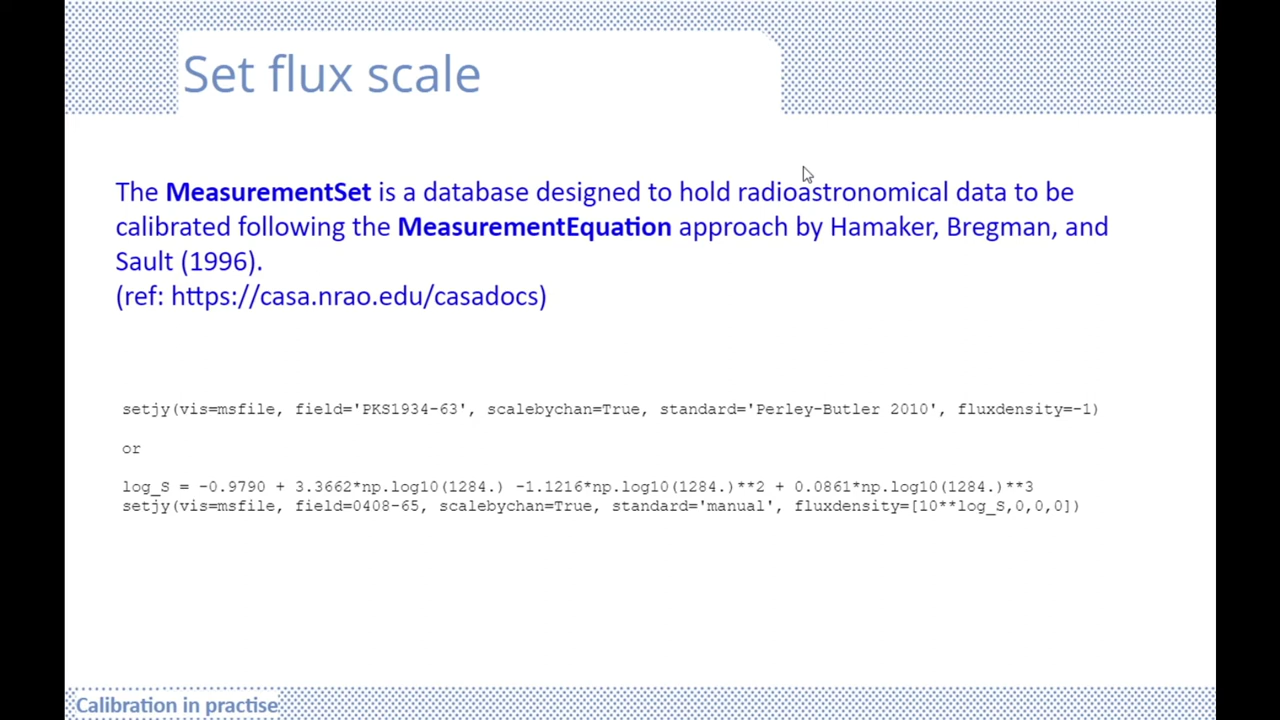 Set flux scale
The MeasurementSet is a database designed to hold radioastronomical data to be
calibrated following the MeasurementEquation approach by Hamaker, Bregman, and
Sault (1996).
(ref: https://casa.nrao.edu/casadocs)
setjy(vis=msfile, field='PKS1934-63', scalebychan=True, standard='Perley-Butler 2010', fluxdensity=-1)
or
log_S = -0.9790 + 3.3662*np.log10(1284.) -1.1216*np.log10(1284.)**2 + 0.0861*np.log10(1284.)**3
setjy(vis=msfile, field=0408-65, scalebychan=True, standard='manual', fluxdensity=[10**log_S,0,0,0])
Calibration in practise